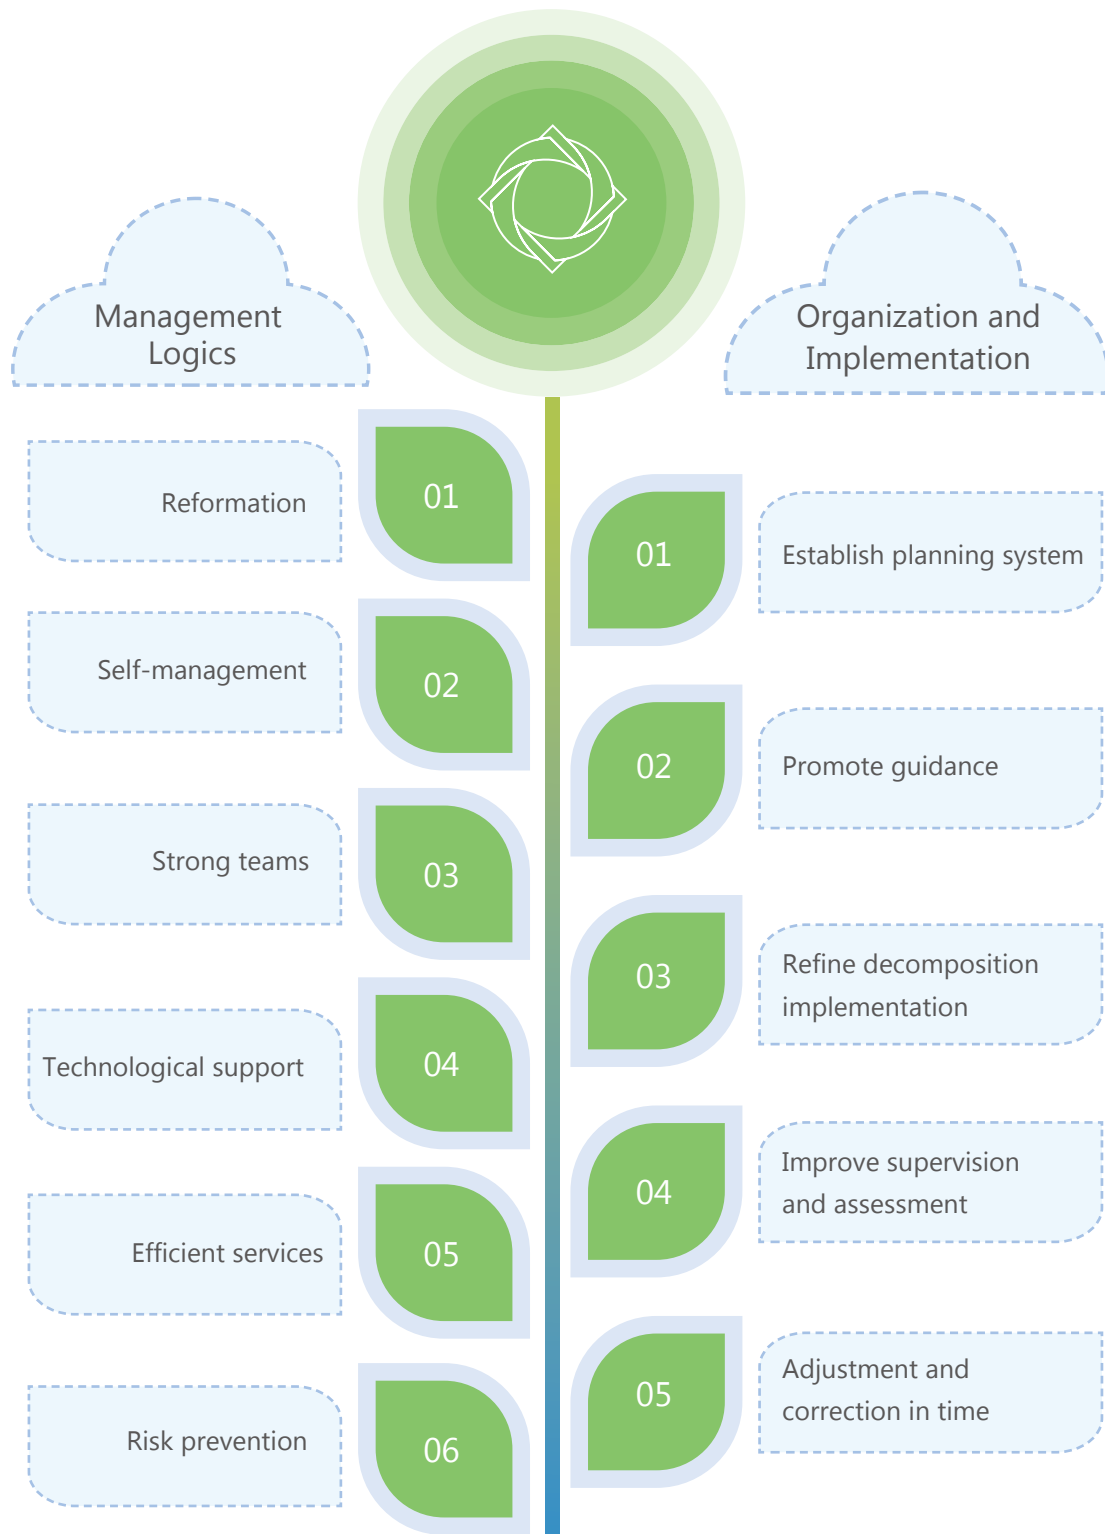 Management
Logics
Organization and
Implementation
Reformation
01
Self-management
02
Strong teams
03
Technological support
04
Efficient services
05
Risk prevention
06
01
Establish planning system
02
Promote guidance
03
Refine decomposition
implementation
04
Improve supervision
and assessment
05
Adjustment and
correction in time